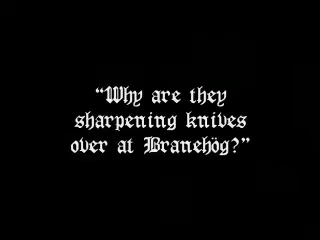 “Why are they
sharpening knives
over at Branehög?”